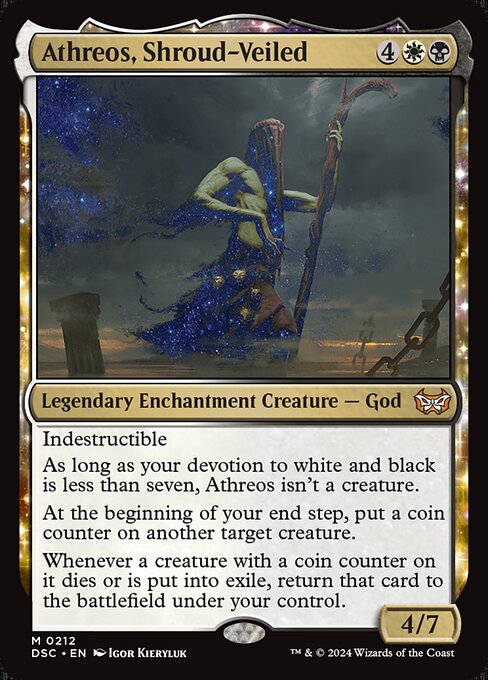 Athreos, Shroud-Veiled 4
Legendary Enchantment Creature — God
Indestructible
As long as your devotion to white and black
is less than seven, Athreos isn't a creature.
At the beginning of your end step, put a coin
counter on another target creature.
Whenever a creature with a coin counter on
it dies or is put into exile, return that card to
the battlefield under your control.
4/7
M 0212
DSC • EN Igor Kieryluk ™ & © 2024 Wizards of the Coast